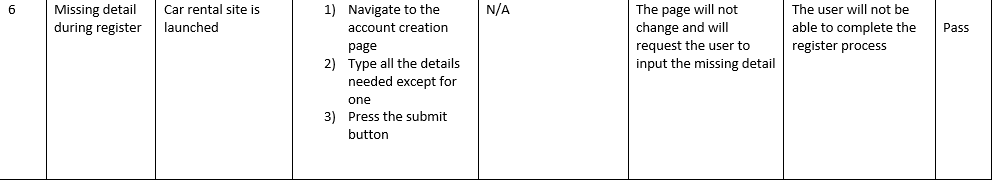 6
Missing detail
during register
Car rental site is
launched
1) Navigate to the
account creation
page
2) Type all the details
needed except for
one
3) Press the submit
button
N/A
The page will not
change and will
request the user to
input the missing detail
The user will not be
able to complete the
register process
Pass